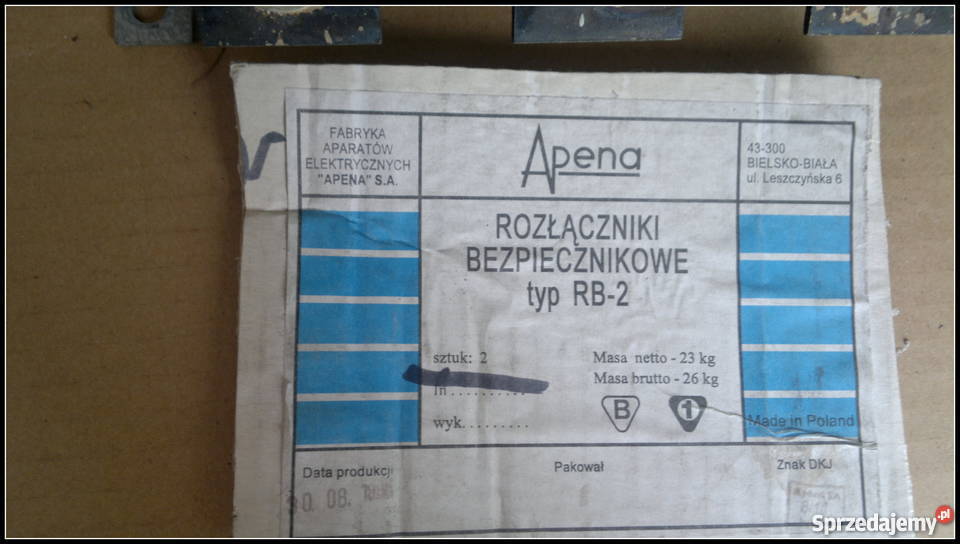 FABRYKA
APARATÓW
ELEKTRYCZNYCH
"APENA" S.A.
Apena
43-300
BIELSKO-BIAŁA
ul. Leszczyńska 6
ROZŁĄCZNIKI
BEZPIECZNIKOWE
typ RB-2
sztuk: 2
Masa netto - 23 kg
Masa brutto - 26 kg
In..........
wyk.........
B
1
Made in Poland
Data produkcji
Pakował
Znak DKJ
30. 08.
Sprzedajemy.pl